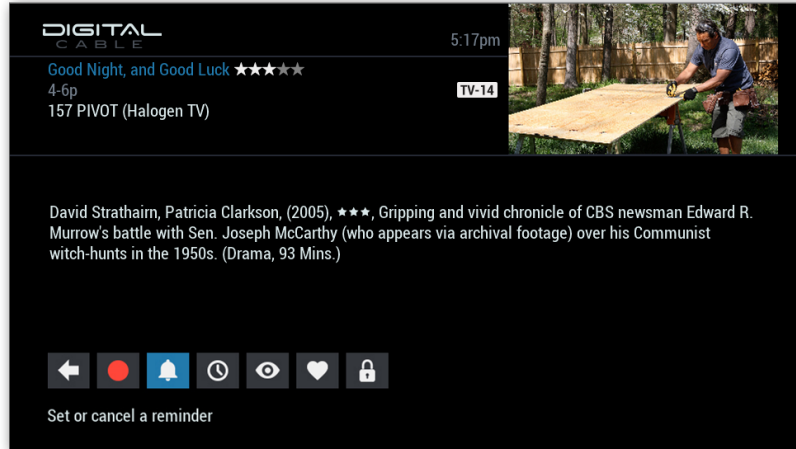 DIGITAL
CABLE
5:17pm
Good Night, and Good Luck ★★★★★
4-6p
TV-14
157 PIVOT (Halogen TV)
David Strathairn, Patricia Clarkson, (2005), ★★★, Gripping and vivid chronicle of CBS newsman Edward R.
Murrow's battle with Sen. Joseph McCarthy (who appears via archival footage) over his Communist
witch-hunts in the 1950s. (Drama, 93 Mins.)
Set or cancel a reminder